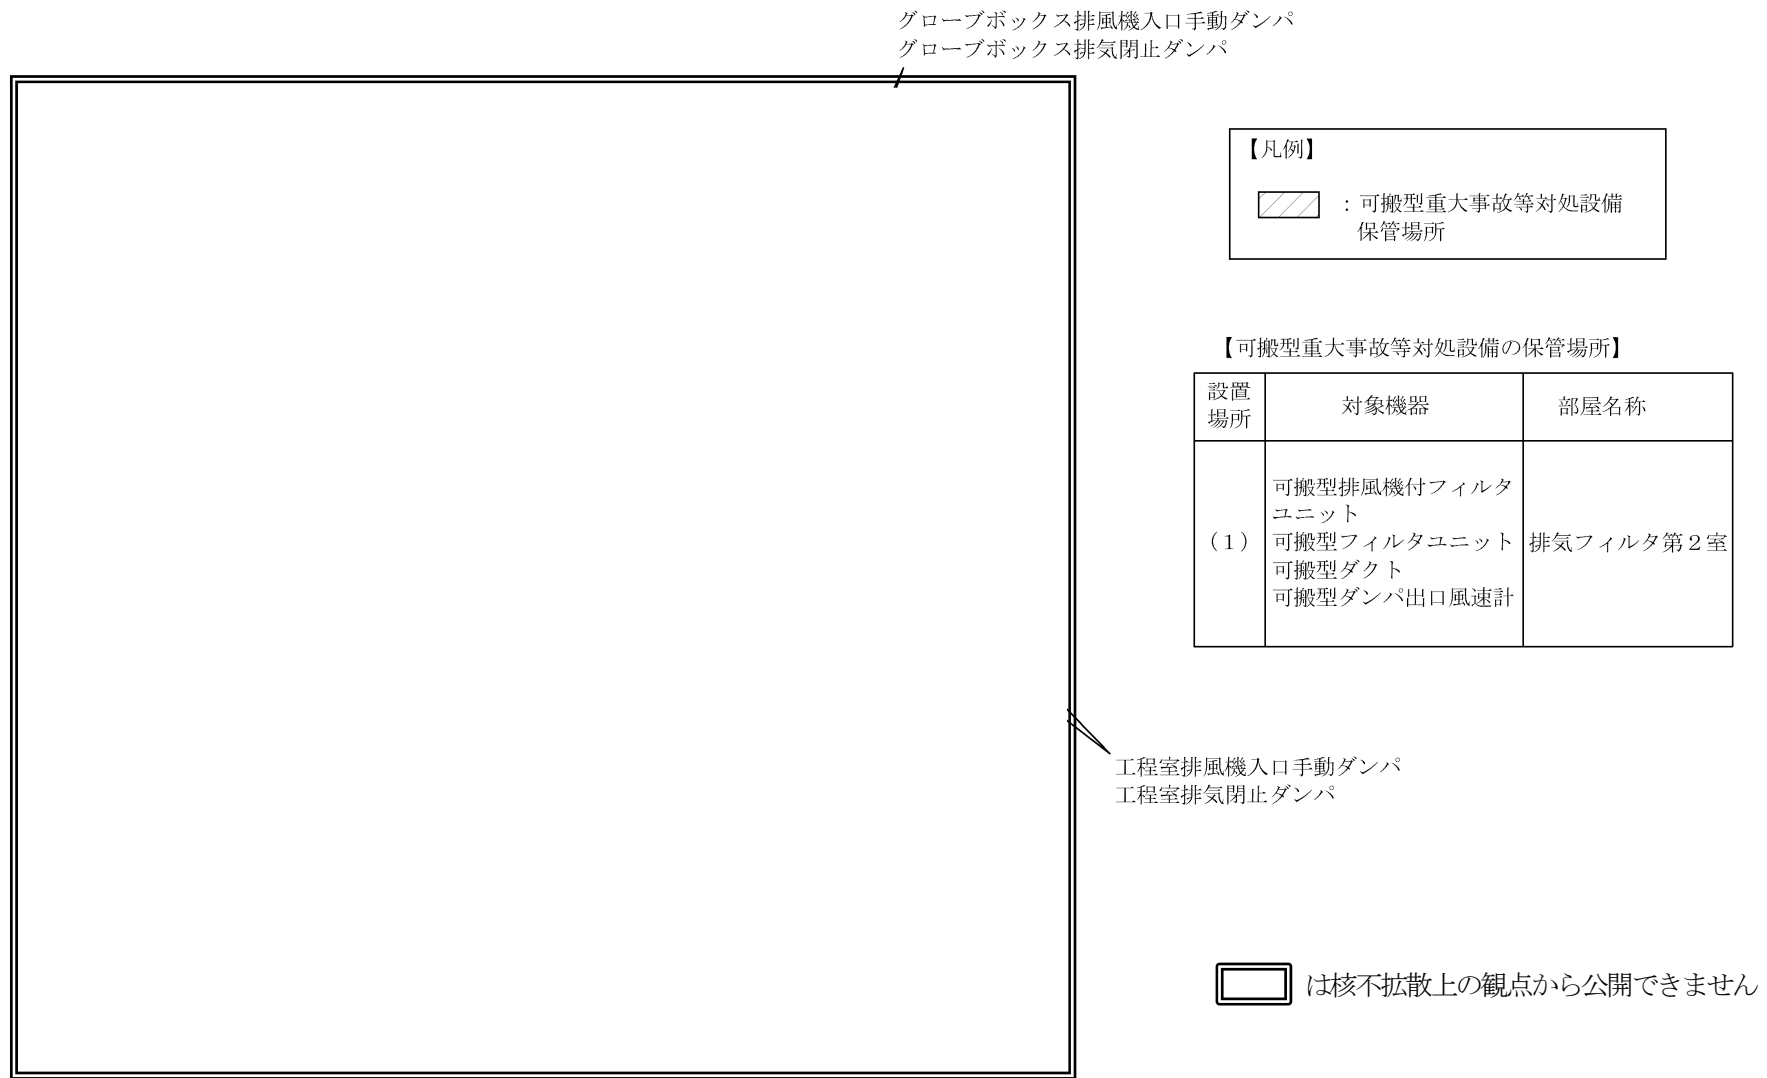 グローブボックス排風機入口手動ダンパ
グローブボックス排気閉止ダンパ
【凡例】
：可搬型重大事故等対処設備
保管場所
【可搬型重大事故等対処設備の保管場所】
設置
場所
対象機器
部屋名称
（１）
可搬型排風機付フィルタ
ユニット
可搬型フィルタユニット
可搬型ダクト
可搬型ダンパ出口風速計
排気フィルタ第２室
工程室排風機入口手動ダンパ
工程室排気閉止ダンパ
は核不拡散上の観点から公開できません